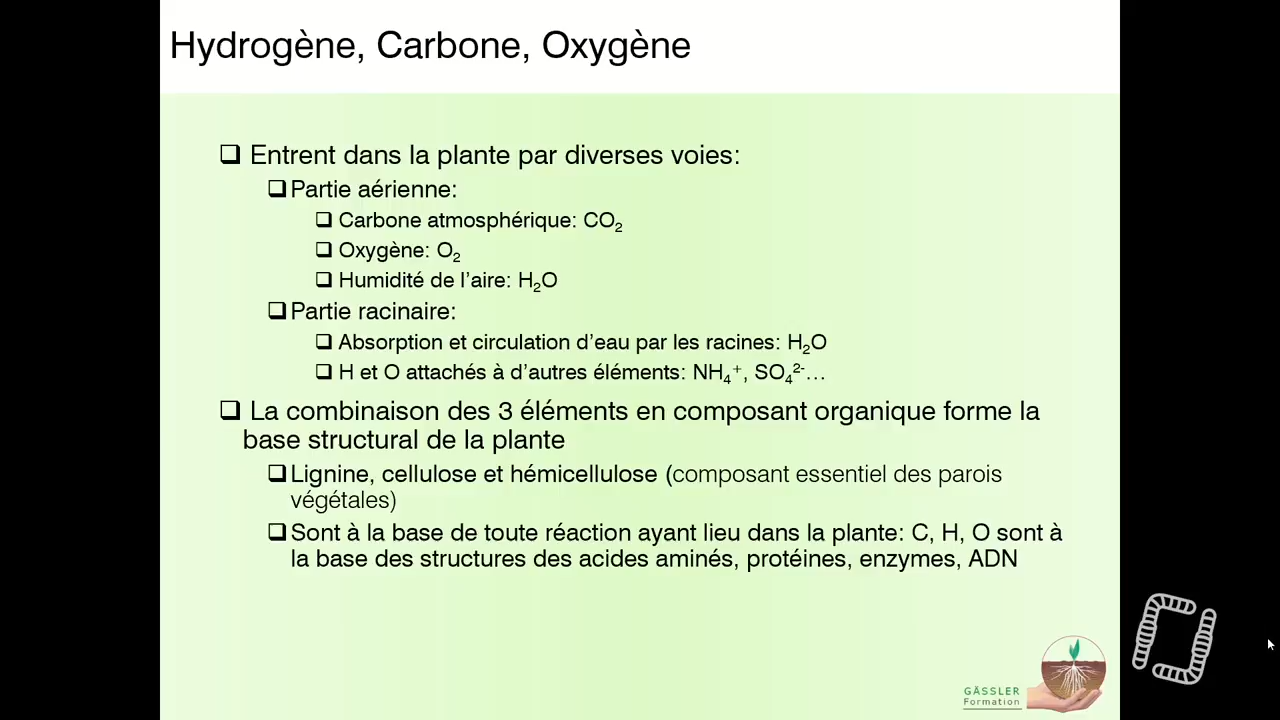 Hydrogène, Carbone, Oxygène
Entrent dans la plante par diverses voies:
Partie aérienne:
Carbone atmosphérique: CO₂
Oxygène: O₂
Humidité de l’aire: H₂O
Partie racinaire:
Absorption et circulation d’eau par les racines: H₂O
H et O attachés à d’autres éléments: NH₄⁺, SO₄²⁻…
La combinaison des 3 éléments en composant organique forme la
base structural de la plante
Lignine, cellulose et hémicellulose (composant essentiel des parois
végétales)
Sont à la base de toute réaction ayant lieu dans la plante: C, H, O sont à
la base des structures des acides aminés, protéines, enzymes, ADN
GÄSSLER
Formation